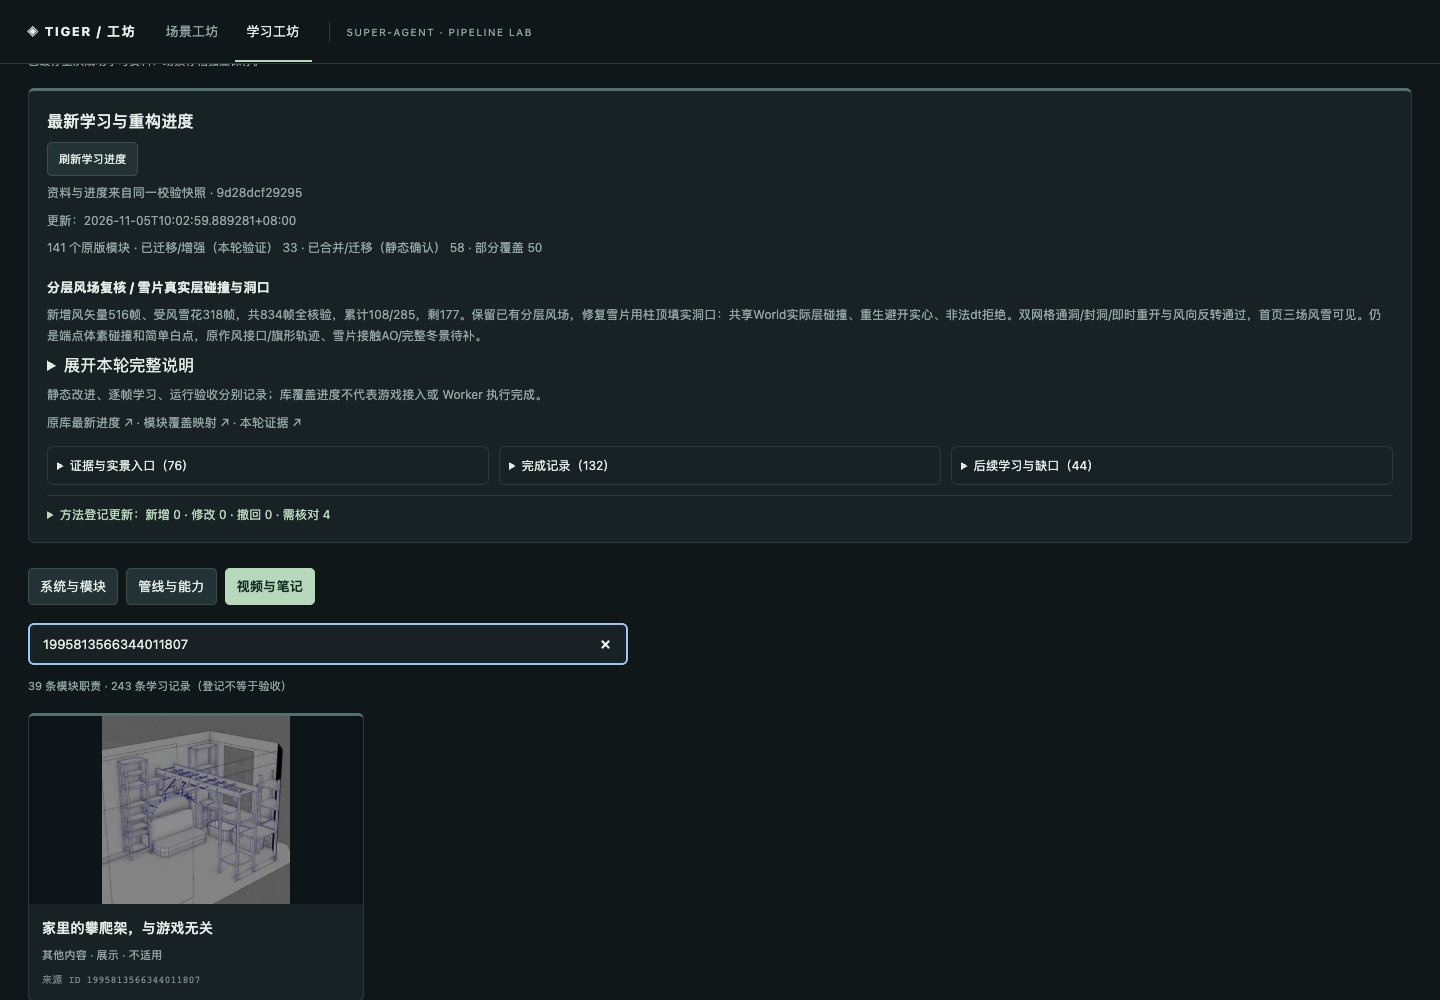 ◈ TIGER / 工坊
场景工坊
学习工坊
SUPER-AGENT · PIPELINE LAB
最新学习与重构进度
刷新学习进度
资料与进度来自同一校验快照 · 9d28dcf29295
更新：2026-11-05T10:02:59.889281+08:00
141 个原版模块 · 已迁移/增强（本轮验证） 33 · 已合并/迁移（静态确认） 58 · 部分覆盖 50
分层风场复核 / 雪片真实层碰撞与洞口
新增风矢量516帧、受风雪花318帧，共834帧全核验，累计108/285，剩177。保留已有分层风场，修复雪片用柱顶填实洞口：共享World实际层碰撞、重生避开实心、非法dt拒绝。双网格通洞/封洞/即时重开与风向反转通过，首页三场风雪可见。仍
是端点体素碰撞和简单白点，原作风接口/旗形轨迹、雪片接触AO/完整冬景待补。
▶ 展开本轮完整说明
静态改进、逐帧学习、运行验收分别记录；库覆盖进度不代表游戏接入或 Worker 执行完成。
原库最新进度 ↗ · 模块覆盖映射 ↗ · 本轮证据 ↗
▶ 证据与实景入口（76）
▶ 完成记录（132）
▶ 后续学习与缺口（44）
▶ 方法登记更新：新增 0 · 修改 0 · 撤回 0 · 需核对 4
系统与模块
管线与能力
视频与笔记
1995813566344011807
39 条模块职责 · 243 条学习记录（登记不等于验收）
家里的攀爬架，与游戏无关
其他内容 · 展示 · 不适用
来源 ID 1995813566344011807